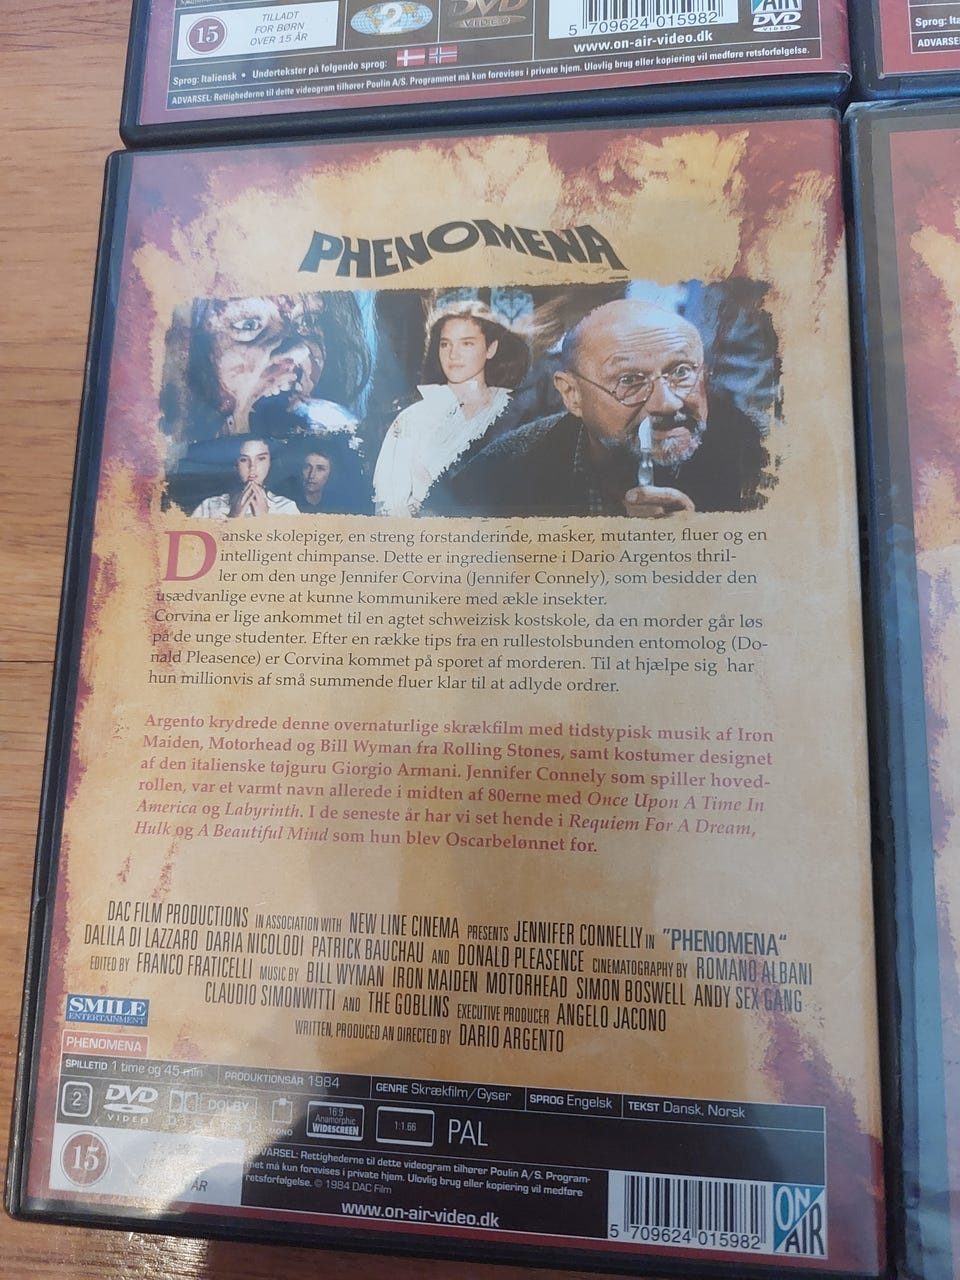 15
TILLADT
FOR BØRN
OVER 15 ÅR
2
DVD
VIDEO
5 709624 015982
www.on-air-video.dk
AIR
DVD
VIDEO
Sprog: Italiensk • Undertekster på følgende sprog:
ADVARSEL: Rettighederne til dette videogram tilhører Poulin A/S. Programmet må kun forevises i private hjem. Ulovlig brug eller kopiering vil medføre retsforfølgelse.
Sprog: Ita
ADVARSE
PHENOMENA
Danske skolepiger, en streng forstanderinde, masker, mutanter, fluer og en
intelligent chimpanse. Dette er ingredienserne i Dario Argentos thril-
ler om den unge Jennifer Corvina (Jennifer Connely), som besidder den
usædvanlige evne at kunne kommunikere med ækle insekter.
Corvina er lige ankommet til en agtet schweizisk kostskole, da en morder går løs
på de unge studenter. Efter en række tips fra en rullestolsbunden entomolog (Do-
nald Pleasence) er Corvina kommet på sporet af morderen. Til at hjælpe sig har
hun millionvis af små summende fluer klar til at adlyde ordrer.
Argento krydrede denne overnaturlige skrækfilm med tidstypisk musik af Iron
Maiden, Motorhead og Bill Wyman fra Rolling Stones, samt kostumer designet
af den italienske tøjguru Giorgio Armani. Jennifer Connely som spiller hoved-
rollen, var et varmt navn allerede i midten af 80erne med Once Upon A Time In
America og Labyrinth. I de seneste år har vi set hende i Requiem For A Dream,
Hulk og A Beautiful Mind som hun blev Oscarbelønnet for.
DAC FILM PRODUCTIONS IN ASSOCIATION WITH NEW LINE CINEMA PRESENTS JENNIFER CONNELLY IN "PHENOMENA"
DALILA DI LAZZARO DARIA NICOLODI PATRICK BAUCHAU AND DONALD PLEASENCE CINEMATOGRAPHY BY ROMANO ALBANI
EDITED BY FRANCO FRATICELLI MUSIC BY BILL WYMAN IRON MAIDEN MOTORHEAD SIMON BOSWELL ANDY SEX GANG
CLAUDIO SIMONWITTI AND THE GOBLINS EXECUTIVE PRODUCER ANGELO JACONO
WRITTEN, PRODUCED AN DIRECTED BY DARIO ARGENTO
SMILE
ENTERTAINMENT
PHENOMENA
SPILLETID 1 time og 45 min PRODUKTIONSÅR 1984 GENRE Skrækfilm/Gyser SPROG Engelsk TEKST Dansk, Norsk
2
DVD
VIDEO
DOLBY
DIGITAL
MONO
16:9
Anamorphic
WIDESCREEN
1:1.66
PAL
15
ÅR
ADVARSEL: Rettighederne til dette videogram tilhører Poulin A/S. Program-
met må kun forevises i private hjem. Ulovlig brug eller kopiering vil medføre
retsforfølgelse. © 1984 DAC Film
www.on-air-video.dk
5 709624 015982
ON
AIR